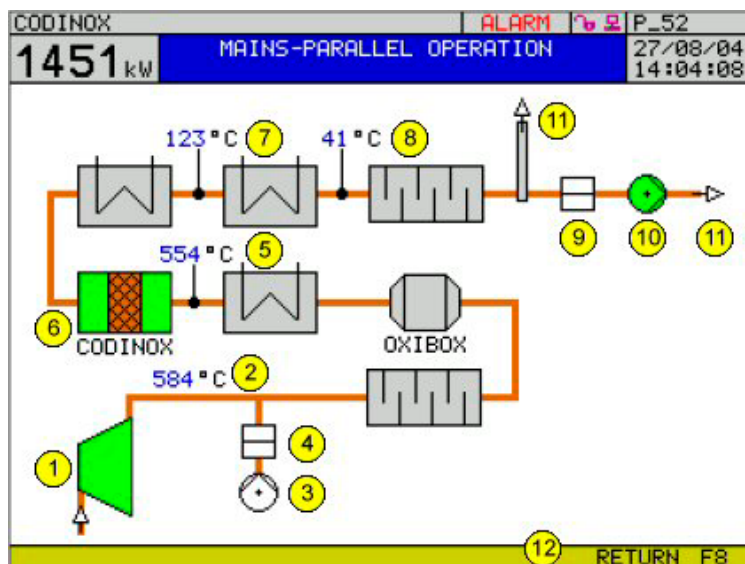 CODINOX ALARM P_52
1451 kW MAINS-PARALLEL OPERATION 27/08/04
14:04:08
11
123°C 7 41°C 8
9 10 11
554°C 5
6 CODINOX OXIBOX
584°C 2
4
1 3
12 RETURN F8